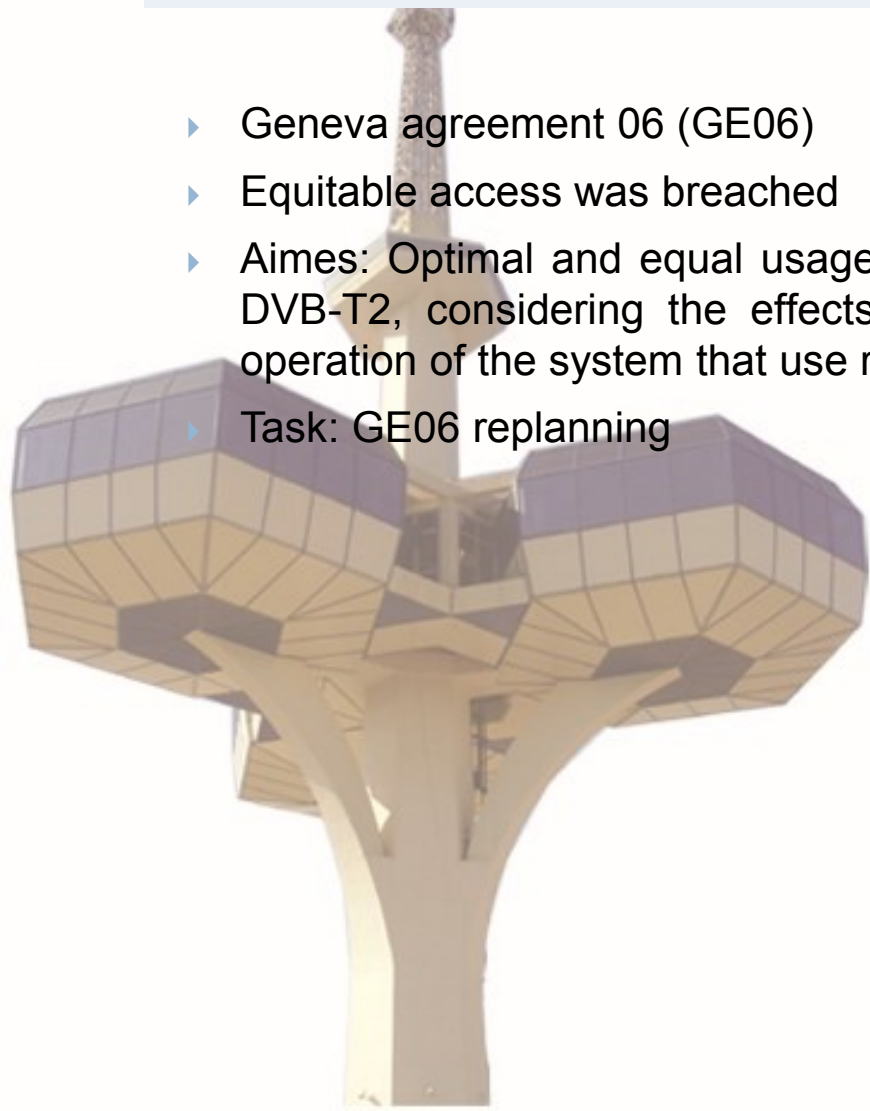 Geneva agreement 06 (GE06)
Equitable access was breached
Aimes: Optimal and equal usage
DVB-T2, considering the effects
operation of the system that use
Task: GE06 replanning